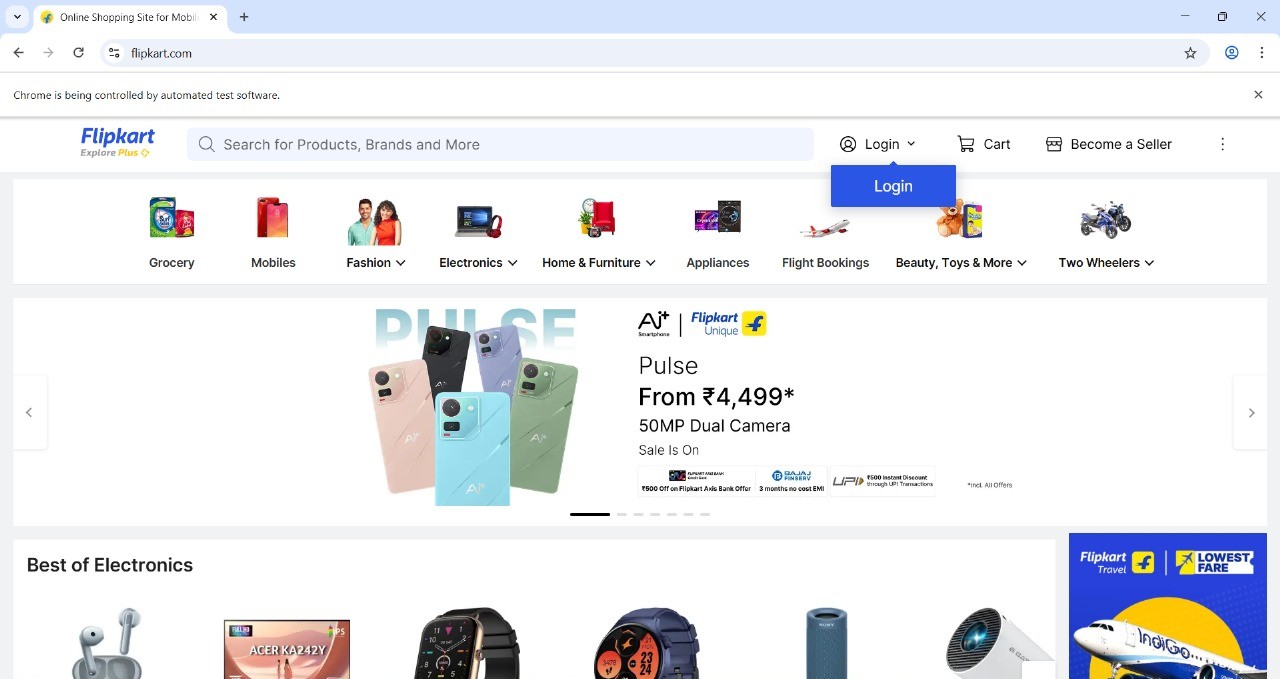 Online Shopping Site for Mobil
flipkart.com
Chrome is being controlled by automated test software.
Flipkart
Explore Plus
Search for Products, Brands and More
Login
Cart
Become a Seller
Login
Grocery
Mobiles
Fashion
Electronics
Home & Furniture
Appliances
Flight Bookings
Beauty, Toys & More
Two Wheelers
PULSE
Ai+
Smartphone
Flipkart
Unique
Pulse
From ₹4,499*
50MP Dual Camera
Sale Is On
₹500 Off on Flipkart Axis Bank Offer
BAJAJ
FINSERV
3 months no cost EMI
UPI
₹500 Instant Discount
through UPI Transactions
*Incl. All Offers
Best of Electronics
Flipkart
Travel
LOWEST
FARE
FULL HD
IPS
ACER KA242Y
SONY
IndiGo